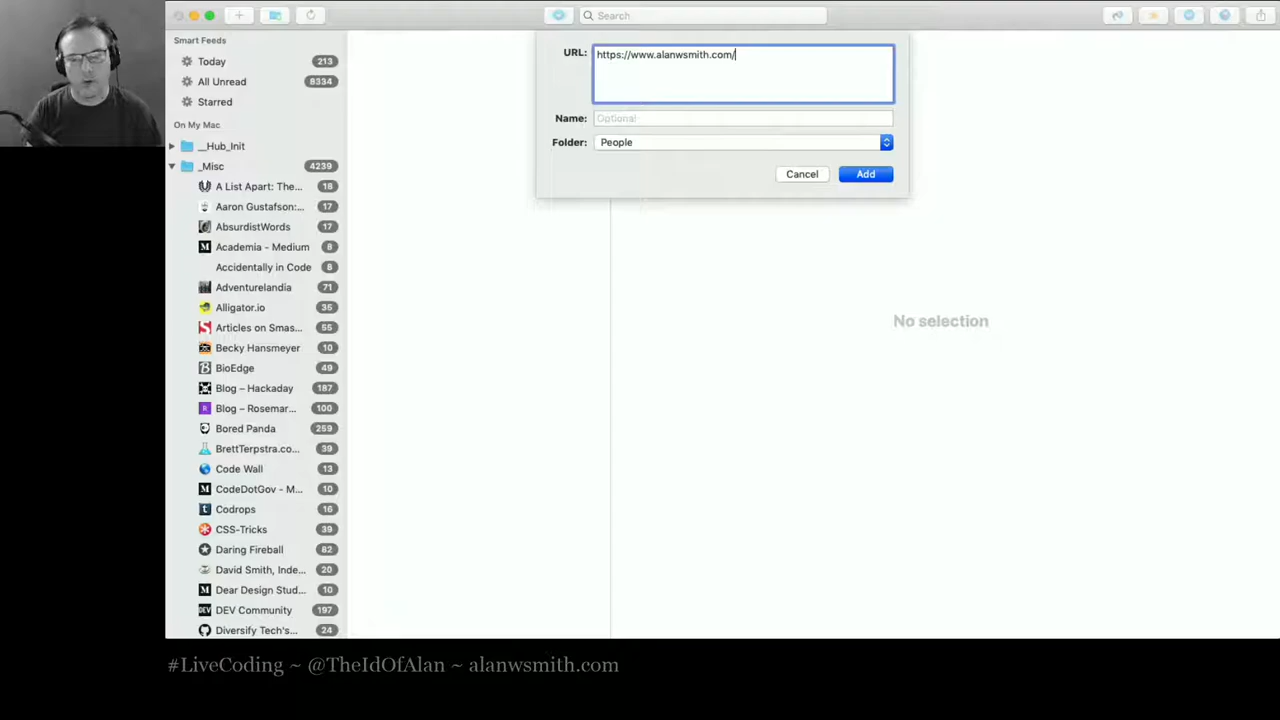 Search
Smart Feeds
Today 213
All Unread 8334
Starred
On My Mac
__Hub_Init
_Misc 4239
A List Apart: The... 18
Aaron Gustafson:... 17
AbsurdistWords 17
Academia - Medium 8
Accidentally in Code 8
Adventurelandia 71
Alligator.io 35
Articles on Smas... 55
Becky Hansmeyer 10
BioEdge 49
Blog – Hackaday 187
Blog – Rosemar... 100
Bored Panda 259
BrettTerpstra.co... 39
Code Wall 13
CodeDotGov - M... 10
Codrops 16
CSS-Tricks 39
Daring Fireball 82
David Smith, Inde... 20
Dear Design Stud... 10
DEV Community 197
Diversify Tech's... 24
URL: https://www.alanwsmith.com/
Name: Optional
Folder: People
Cancel Add
No selection
#LiveCoding ~ @TheIdOfAlan ~ alanwsmith.com